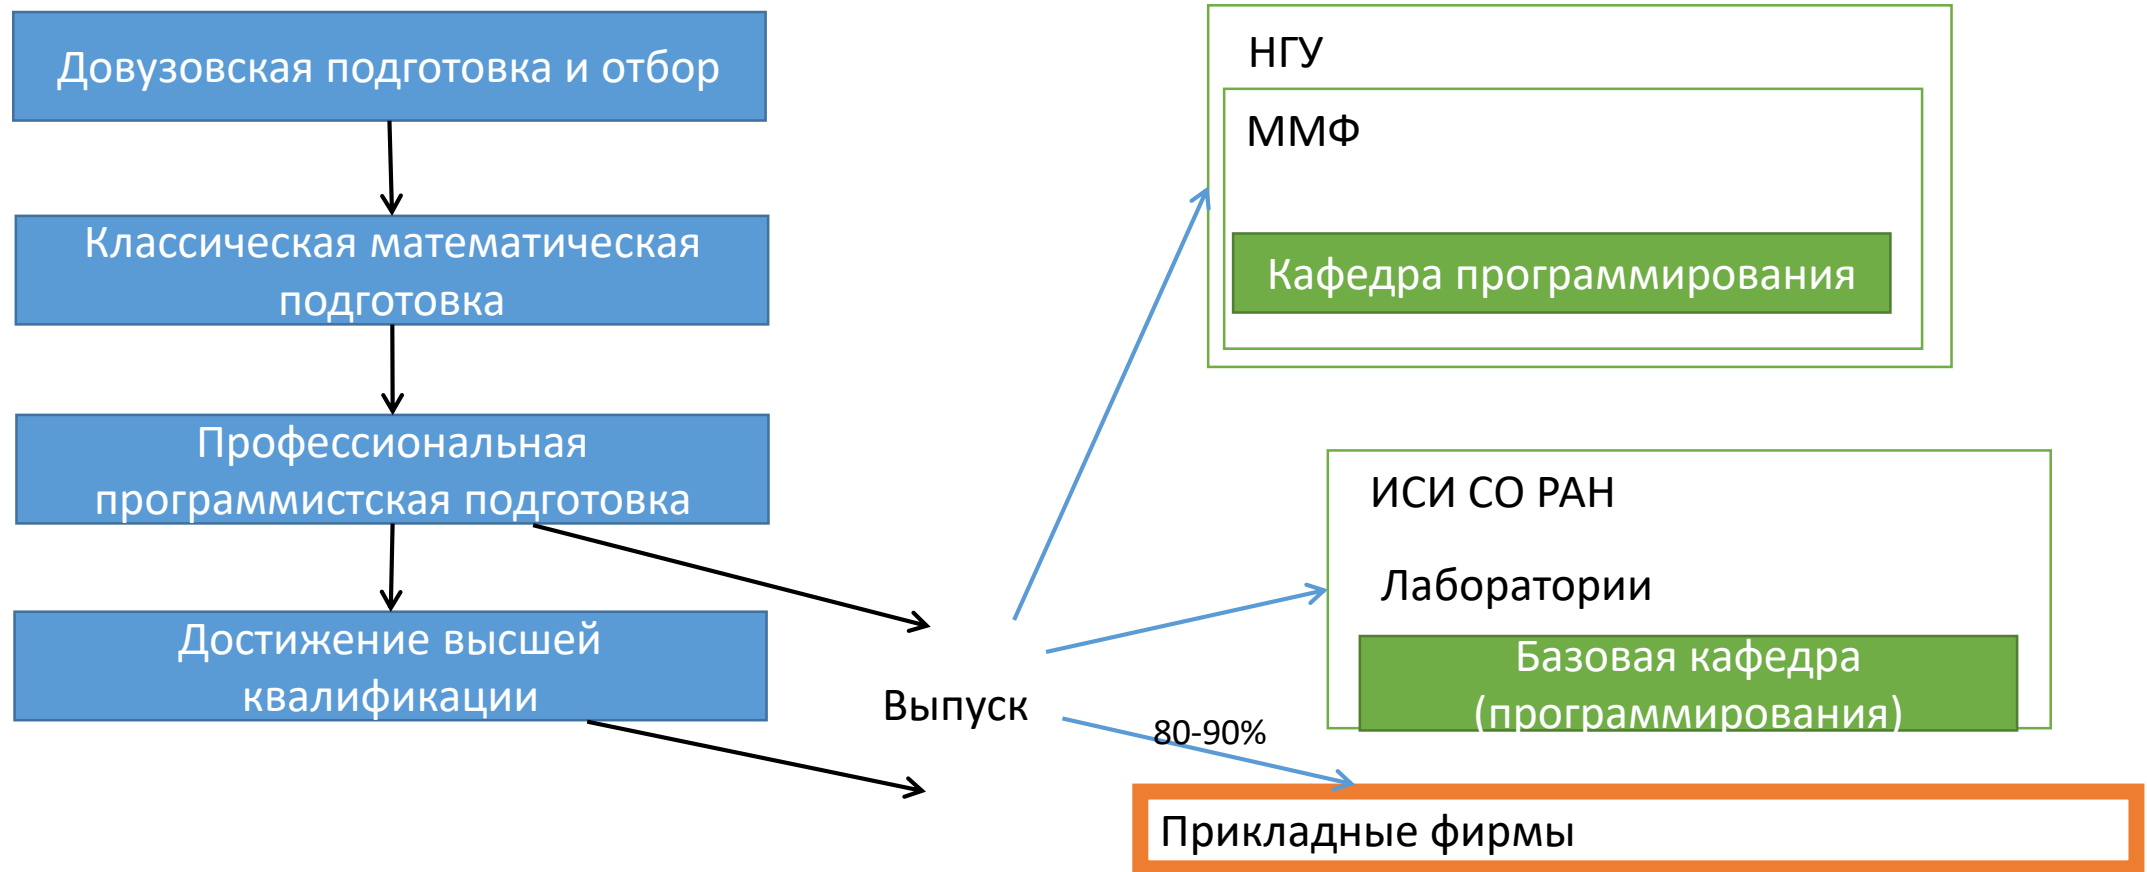 Довузовская подготовка и отбор
Классическая математическая
подготовка
Профессиональная
программистская подготовка
Достижение высшей
квалификации
Выпуск
НГУ
ММФ
Кафедра программирования
ИСИ СО РАН
Лаборатории
Базовая кафедра
(программирования)
80-90%
Прикладные фирмы